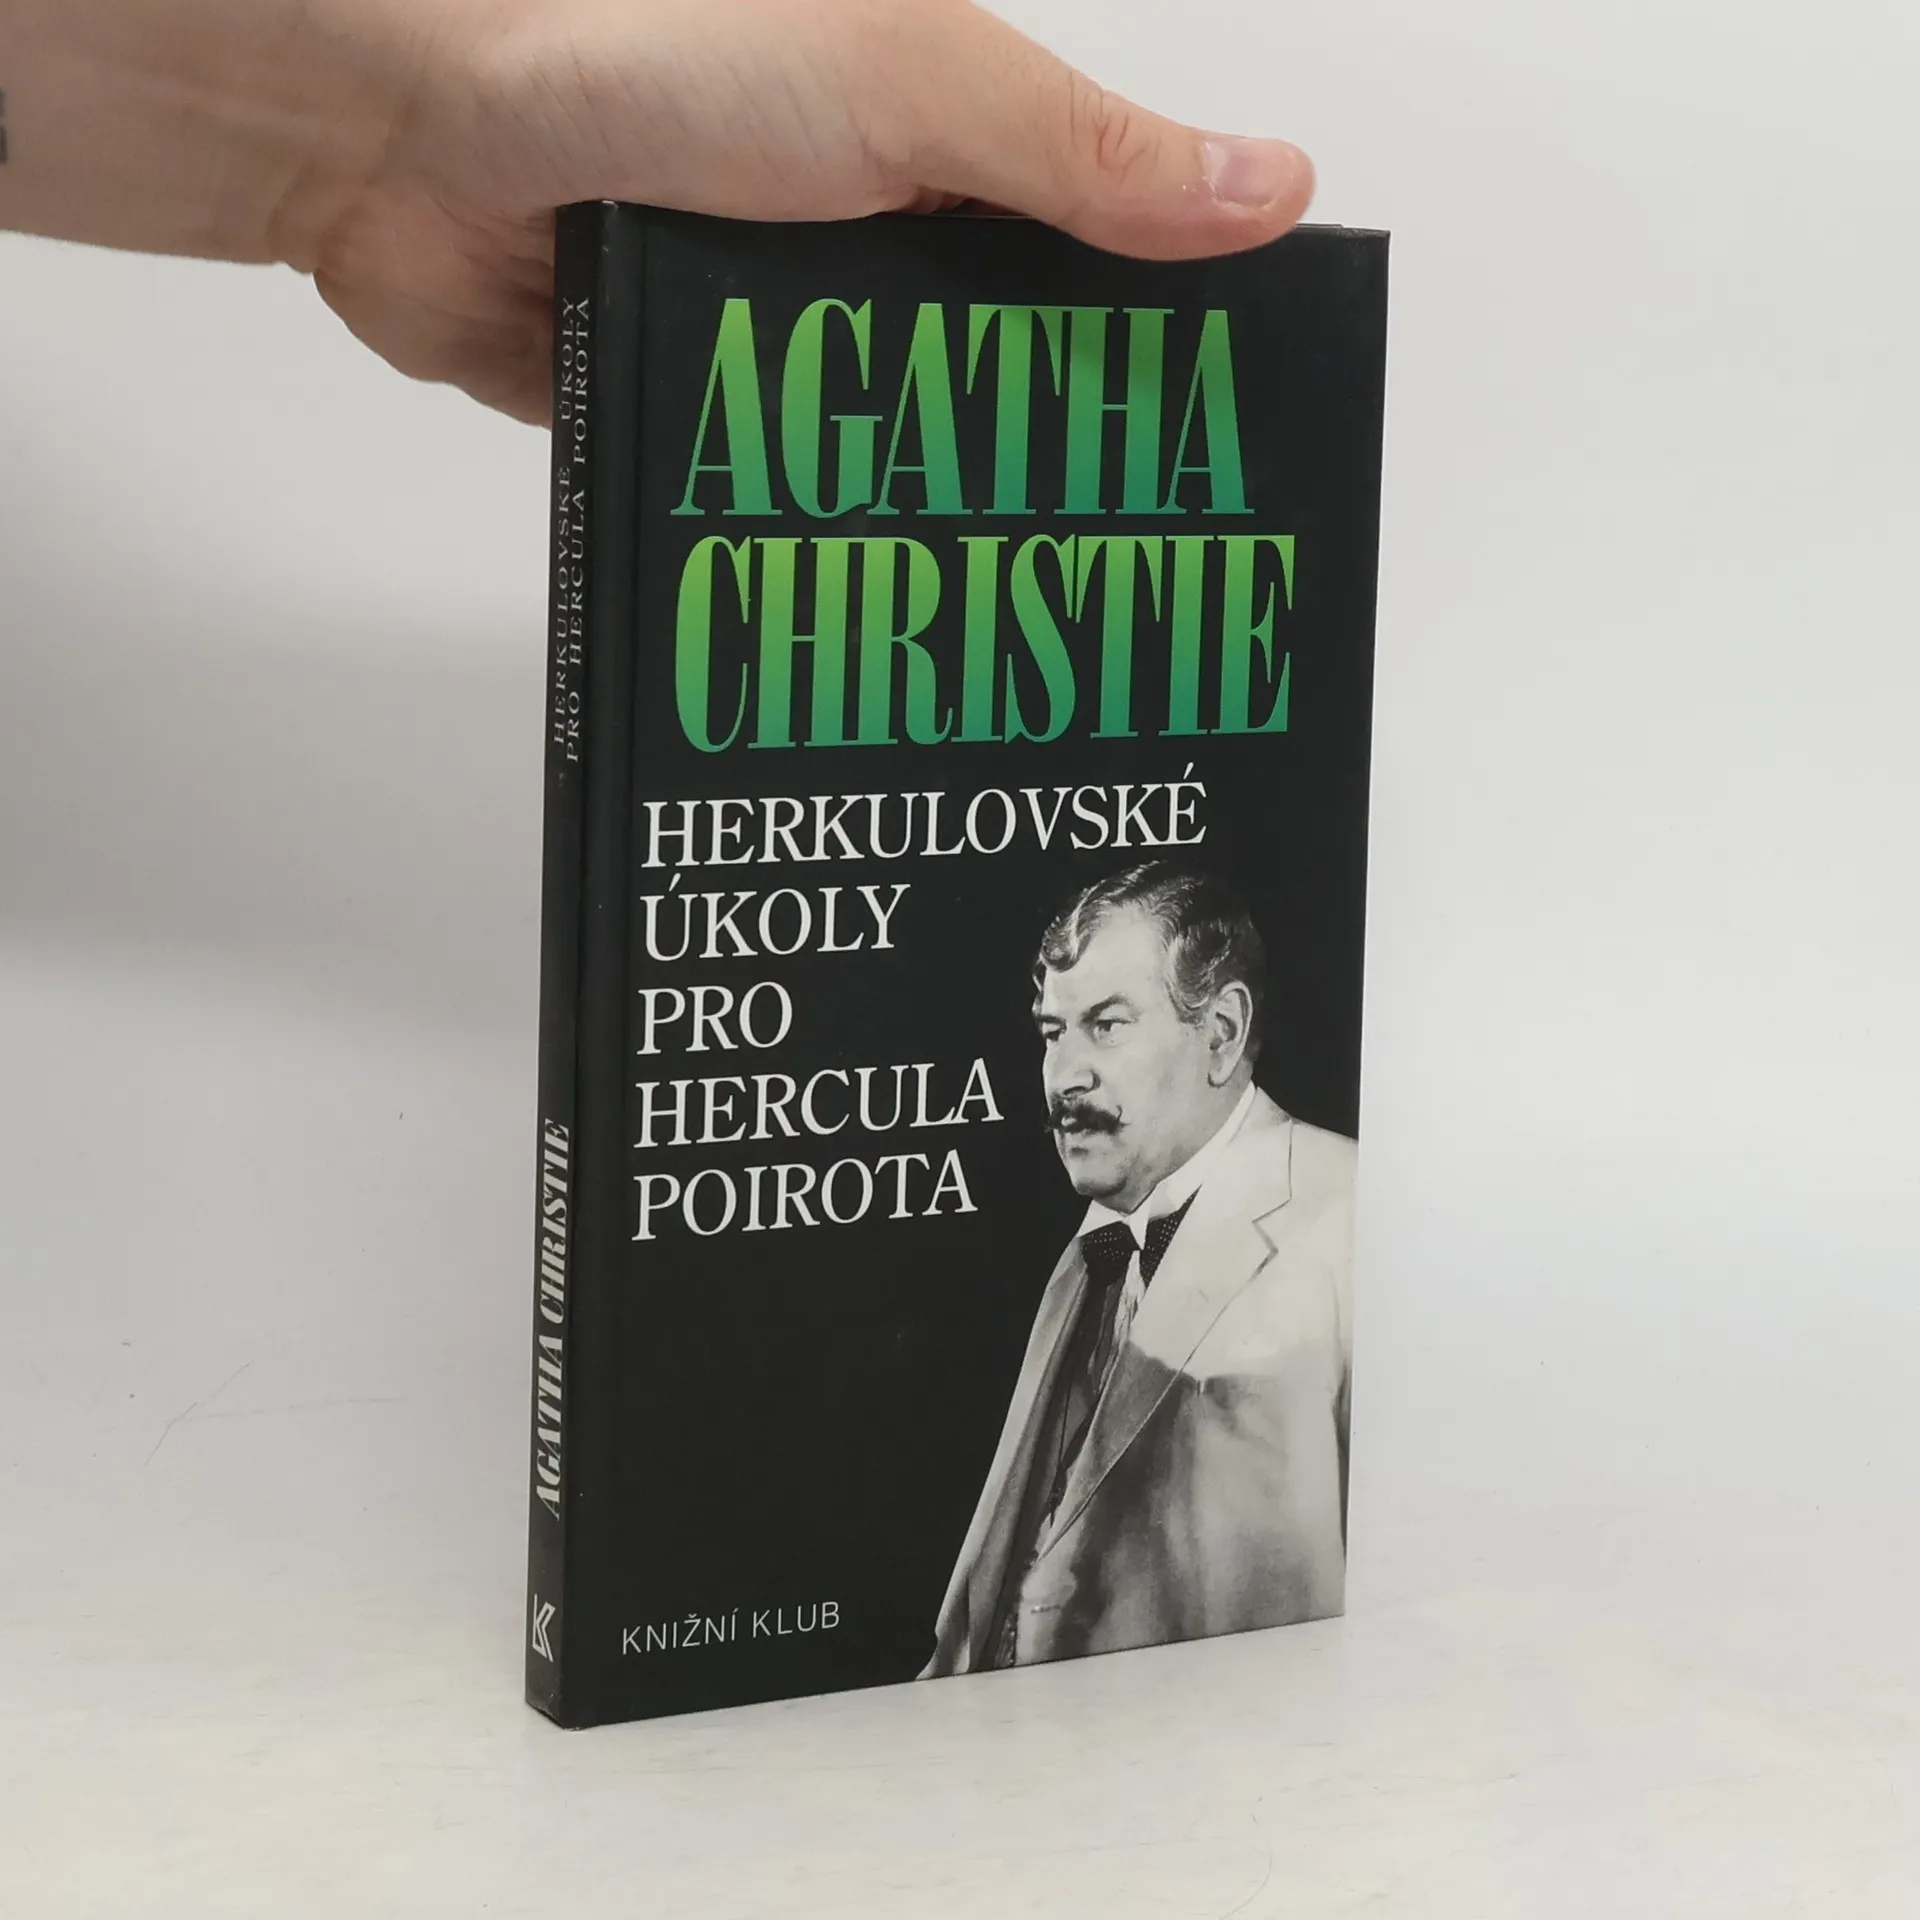 AGATHA
CHRISTIE
HERKULOVSKÉ
ÚKOLY
PRO
HERCULA
POIROTA
KNIŽNÍ KLUB
HERKULOVSKÉ ÚKOLY
PRO HERCULA POIROTA
AGATHA CHRISTIE